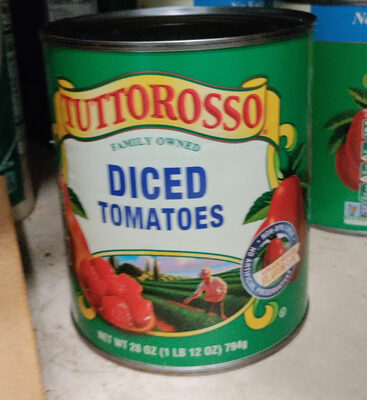 TUTTOROSSO
FAMILY OWNED
DICED
TOMATOES
NET WT 28 OZ (1 LB 12 OZ) 794g